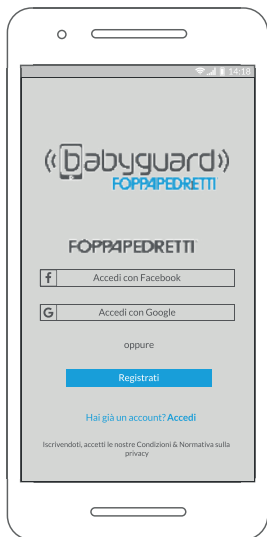 14:18
babyguard
FOPPAPEDRETTI
FOPPAPEDRETTI
f Accedi con Facebook
G Accedi con Google
oppure
Registrati
Hai già un account? Accedi
Iscrivendoti, accetti le nostre Condizioni & Normativa sulla
privacy